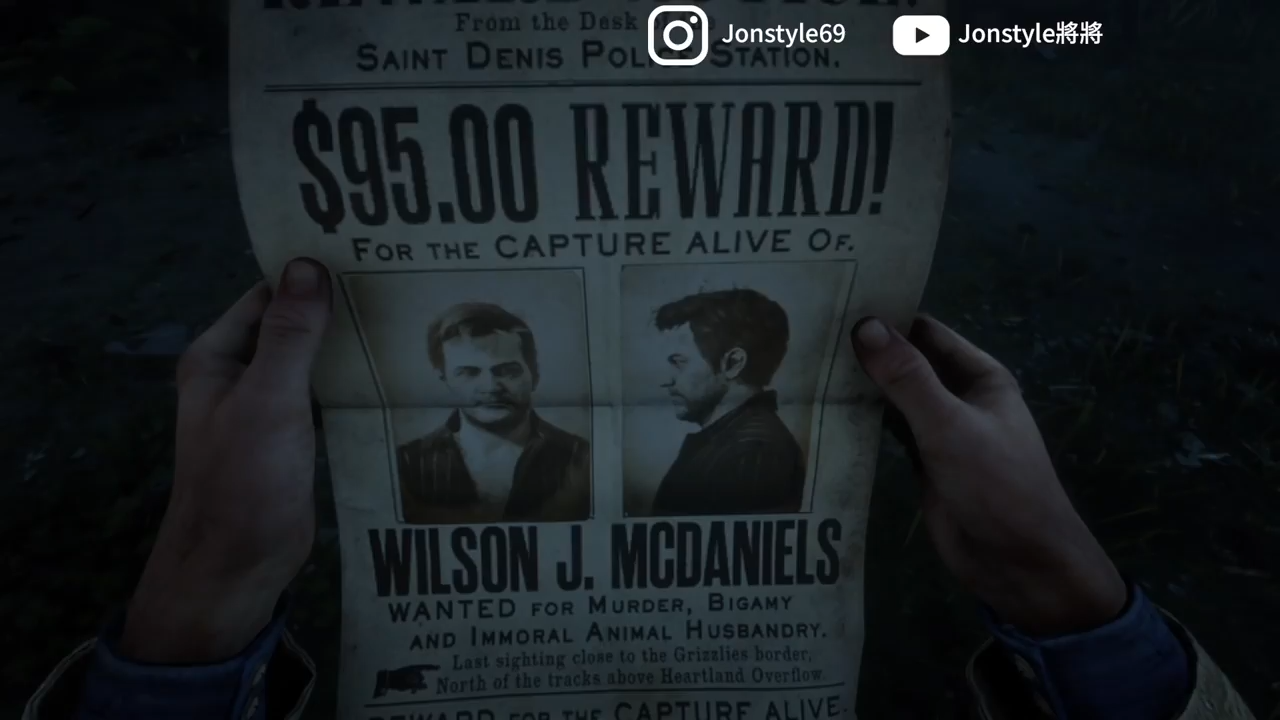 Jonstyle69
Jonstyle將將
From the Desk
SAINT DENIS POLICE STATION.
$95.00 REWARD!
FOR THE CAPTURE ALIVE OF.
WILSON J. MCDANIELS
WANTED FOR MURDER, BIGAMY
AND IMMORAL ANIMAL HUSBANDRY.
Last sighting close to the Grizzlies border,
North of the tracks above Heartland Overflow.
REWARD FOR THE CAPTURE ALIVE.